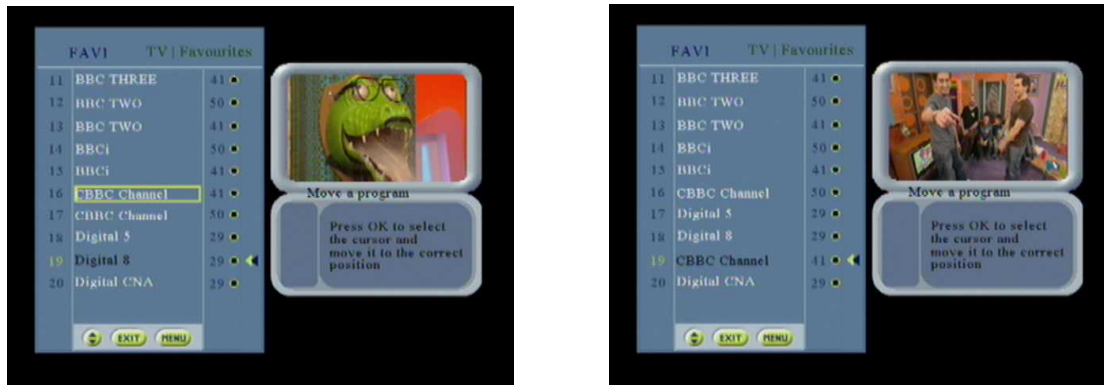 FAV1 TV | Favourites
11 BBC THREE 41
12 BBC TWO 50
13 BBC TWO 41
14 BBCi 50
15 BBCi 41
16 CBBC Channel 41
17 CBBC Channel 50
18 Digital 5 29
19 Digital 8 29
20 Digital CNA 29
EXIT MENU
Move a program
Press OK to select
the cursor and
move it to the correct
position
FAV1 TV | Favourites
11 BBC THREE 41
12 BBC TWO 50
13 BBC TWO 41
14 BBCi 50
15 BBCi 41
16 CBBC Channel 50
17 Digital 5 29
18 Digital 8 29
19 CBBC Channel 41
20 Digital CNA 29
EXIT MENU
Move a program
Press OK to select
the cursor and
move it to the correct
position